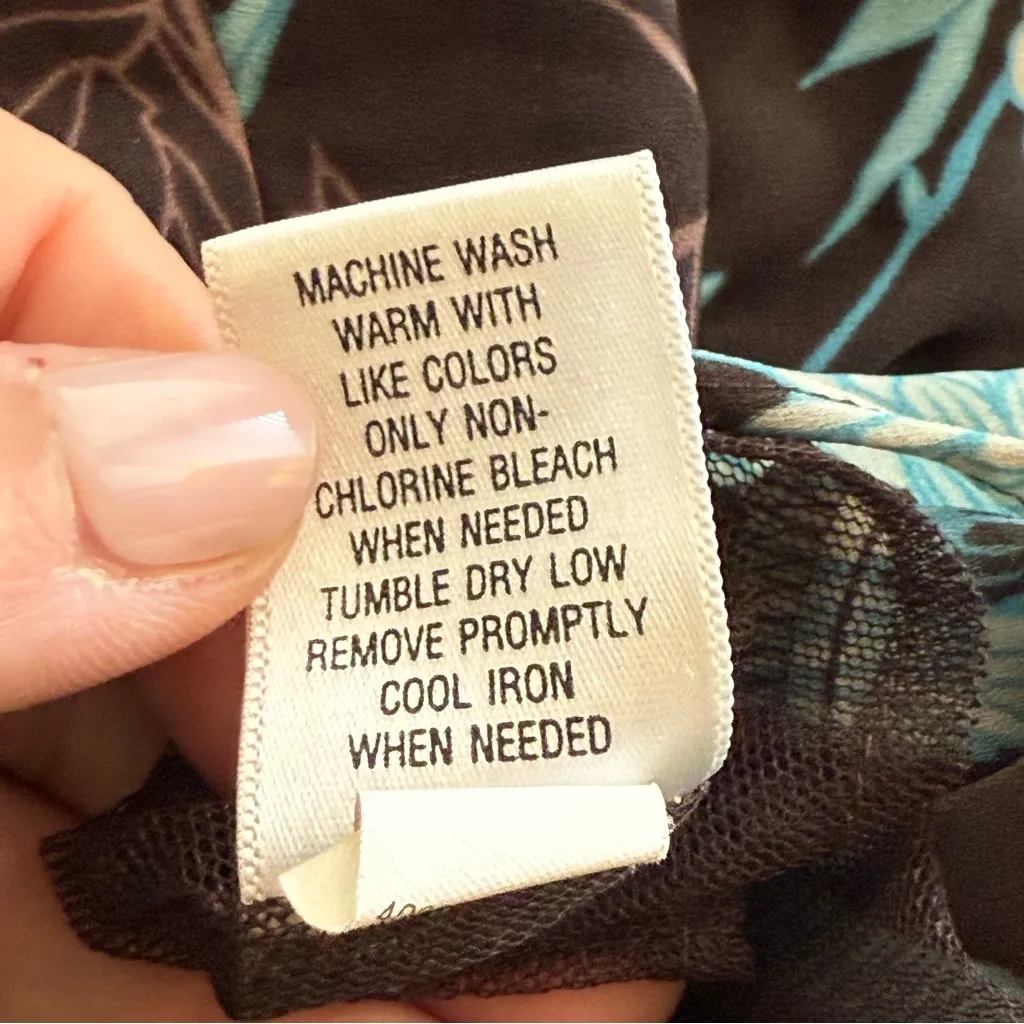 MACHINE WASH
WARM WITH
LIKE COLORS
ONLY NON-
CHLORINE BLEACH
WHEN NEEDED
TUMBLE DRY LOW
REMOVE PROMPTLY
COOL IRON
WHEN NEEDED